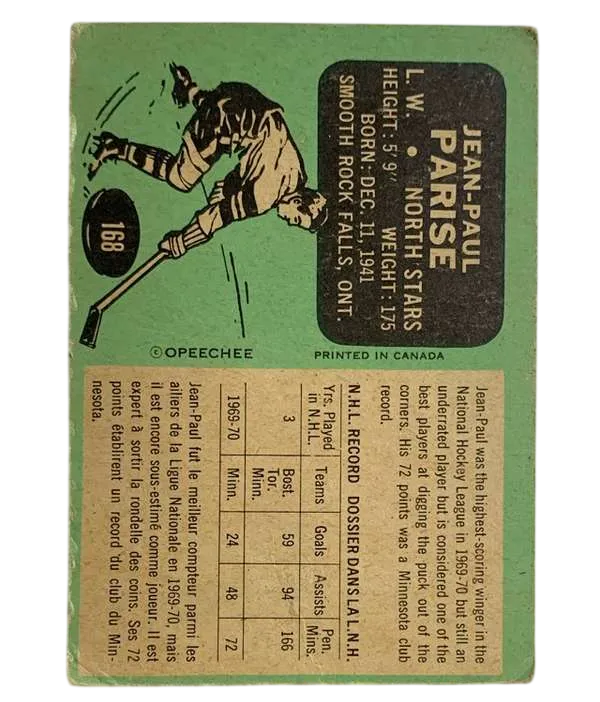 JEAN-PAUL
PARISE
L. W. • NORTH STARS
HEIGHT: 5' 9" WEIGHT: 175
BORN: DEC. 11, 1941
SMOOTH ROCK FALLS, ONT.
168
© OPEECHEE
PRINTED IN CANADA
Jean-Paul was the highest-scoring winger in the
National Hockey League in 1969-70 but still an
underrated player but is considered one of the
best players at digging the puck out of the
corners. His 72 points was a Minnesota club
record.
N.H.L. RECORD DOSSIER DANS LA L.N.H.
Yrs. Played Teams Goals Assists Pen.
in N.H.L. Mins.
3 Bost. 59 94 166
Tor.
Minn.
1969-70 Minn. 24 48 72
Jean-Paul fut le meilleur compteur parmi les
ailiers de la Ligue Nationale en 1969-70, mais
il est encore sous-estimé comme joueur. Il est
expert à sortir la rondelle des coins. Ses 72
points établirent un record du club du Min-
nesota.